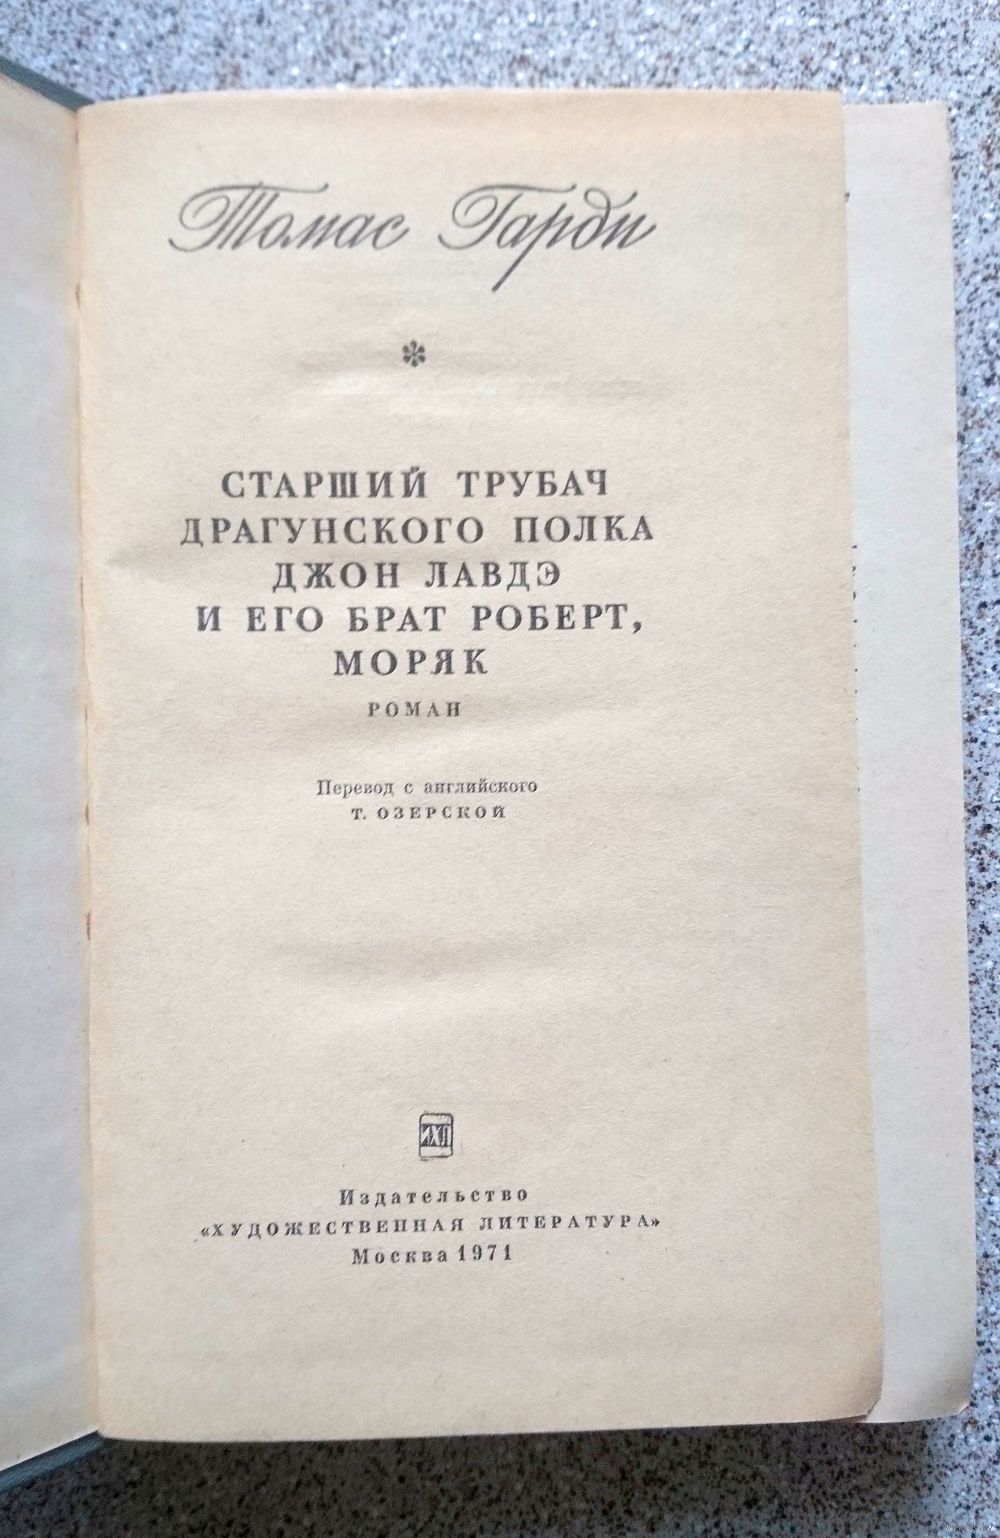 Томас Гарди
*
СТАРШИЙ ТРУБАЧ
ДРАГУНСКОГО ПОЛКА
ДЖОН ЛАВДЭ
И ЕГО БРАТ РОБЕРТ,
МОРЯК
РОМАН
Перевод с английского
Т. ОЗЕРСКОЙ
ИХЛ
Издательство
«ХУДОЖЕСТВЕННАЯ ЛИТЕРАТУРА»
Москва 1971